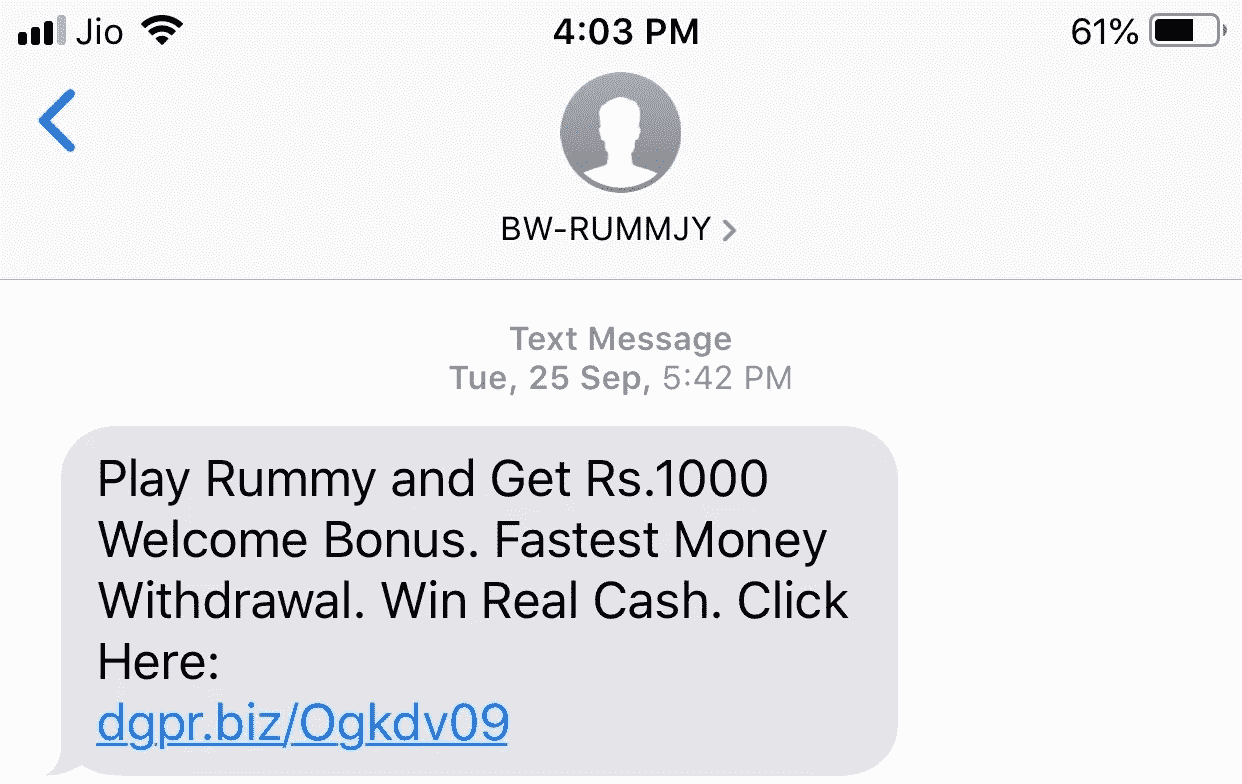 Jio 4:03 PM 61%
BW-RUMMJY
Text Message
Tue, 25 Sep, 5:42 PM
Play Rummy and Get Rs.1000
Welcome Bonus. Fastest Money
Withdrawal. Win Real Cash. Click
Here:
dgpr.biz/Ogkdv09